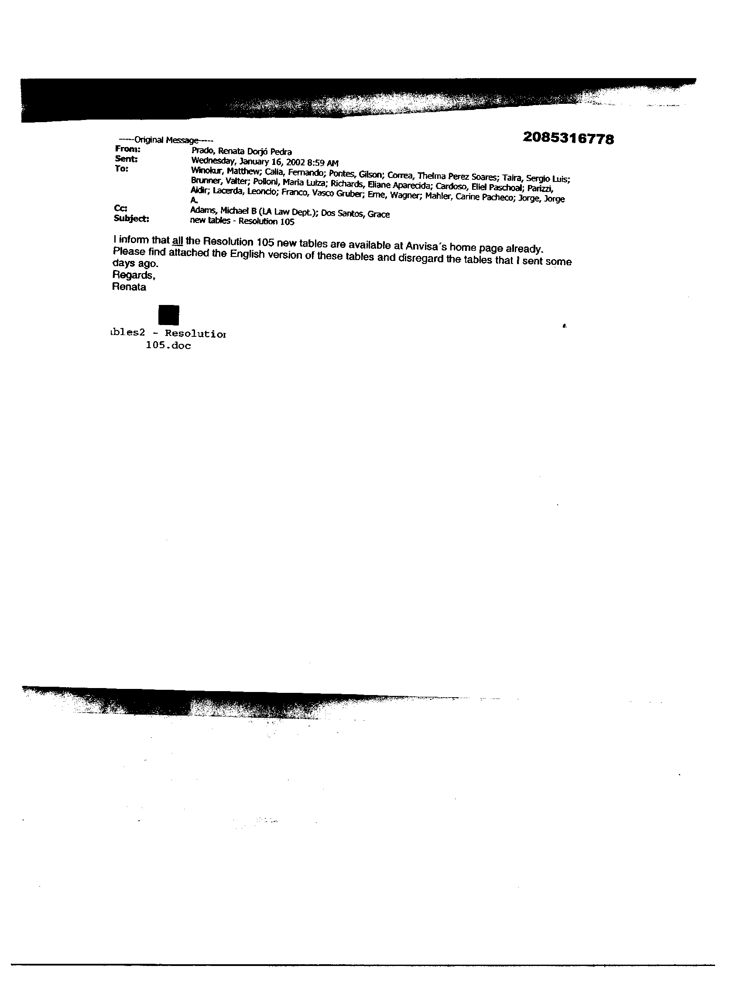 2085316778
-----Original Message-----
From: Prado, Renata Dorjó Pedra
Sent: Wednesday, January 16, 2002 8:59 AM
To: Winokur, Matthew; Calia, Fernando; Pontes, Gilson; Correa, Thelma Perez Soares; Taira, Sergio Luis;
Brunner, Valter; Polloni, Maria Luiza; Richards, Eliane Aparecida; Cardoso, Eliel Paschoal; Parizzi,
Aldir; Lacerda, Leoncio; Franco, Vasco Gruber; Erne, Wagner; Mahler, Carine Pacheco; Jorge, Jorge
A.
Cc: Adams, Michael B (LA Law Dept.); Dos Santos, Grace
Subject: new tables - Resolution 105
I inform that all the Resolution 105 new tables are available at Anvisa´s home page already.
Please find attached the English version of these tables and disregard the tables that I sent some
days ago.
Regards,
Renata
ables2 - Resolution
105.doc